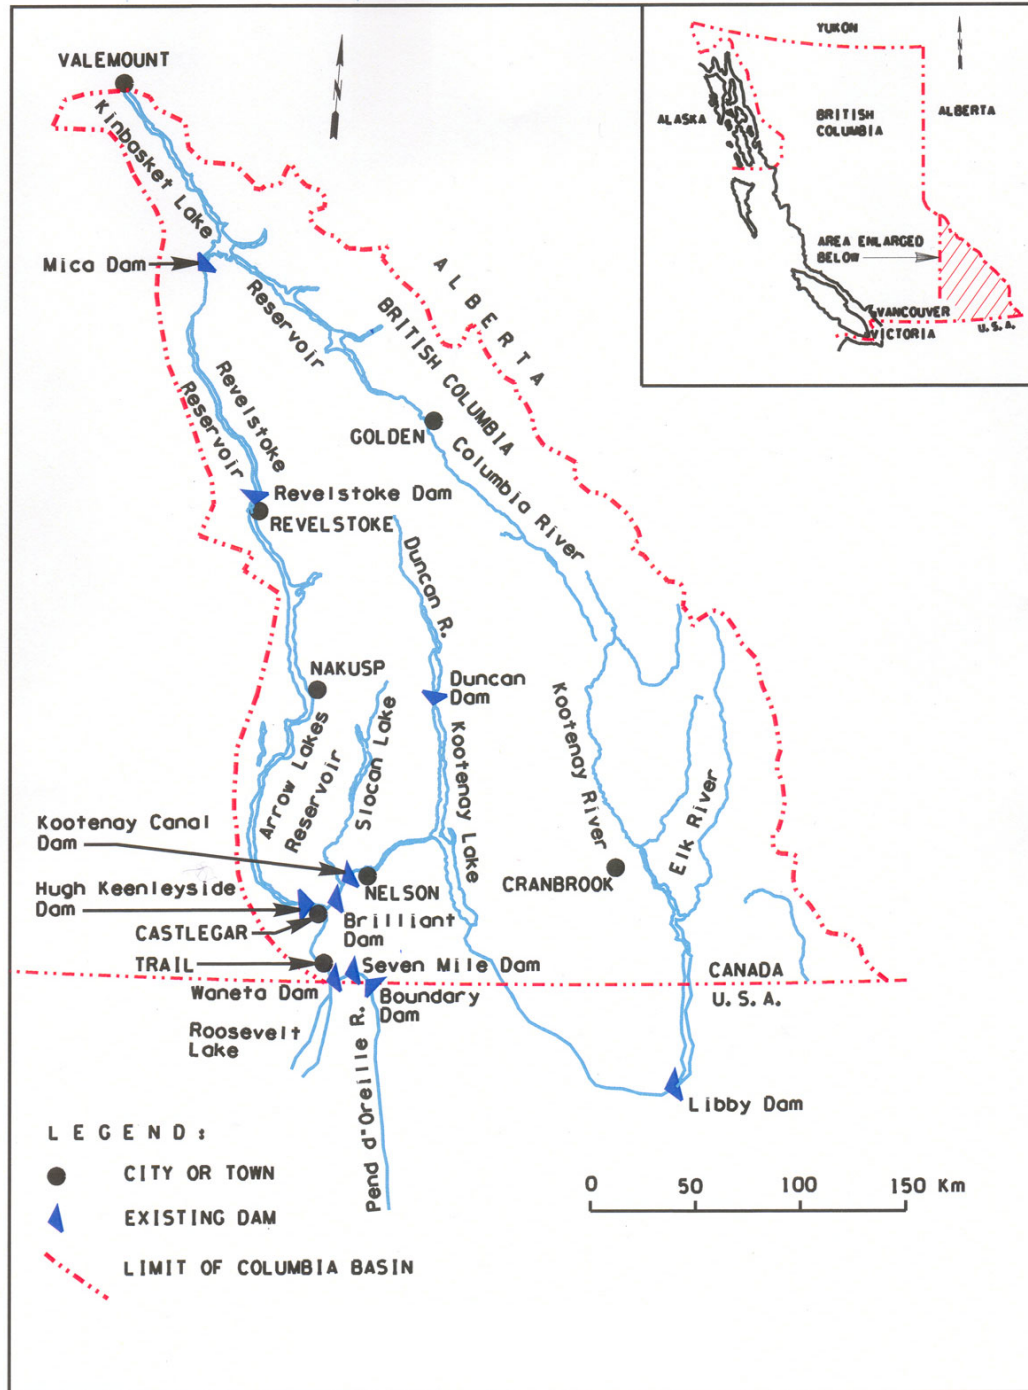 VALEMOUNT
Kinbasket Lake
Reservoir
Mica Dam
ALBERTA
BRITISH COLUMBIA
Revelstoke
Reservoir
GOLDEN
Columbia River
Revelstoke Dam
REVELSTOKE
Duncan R.
NAKUSP
Duncan
Dam
Arrow Lakes
Reservoir
Slocan Lake
Kootenay Lake
Kootenay
River
Elk River
Kootenay Canal
Dam
Hugh Keenleyside
Dam
NELSON
CRANBROOK
CASTLEGAR
Brilliant
Dam
TRAIL
Seven Mile Dam
CANADA
U.S.A.
Waneta Dam
Boundary
Dam
Roosevelt
Lake
Pend d'Oreille R.
Libby Dam
N
YUKON
N
ALASKA
BRITISH
COLUMBIA
ALBERTA
AREA ENLARGED
BELOW
VANCOUVER
VICTORIA
U.S.A.
LEGEND:
CITY OR TOWN
EXISTING DAM
LIMIT OF COLUMBIA BASIN
0 50 100 150 Km